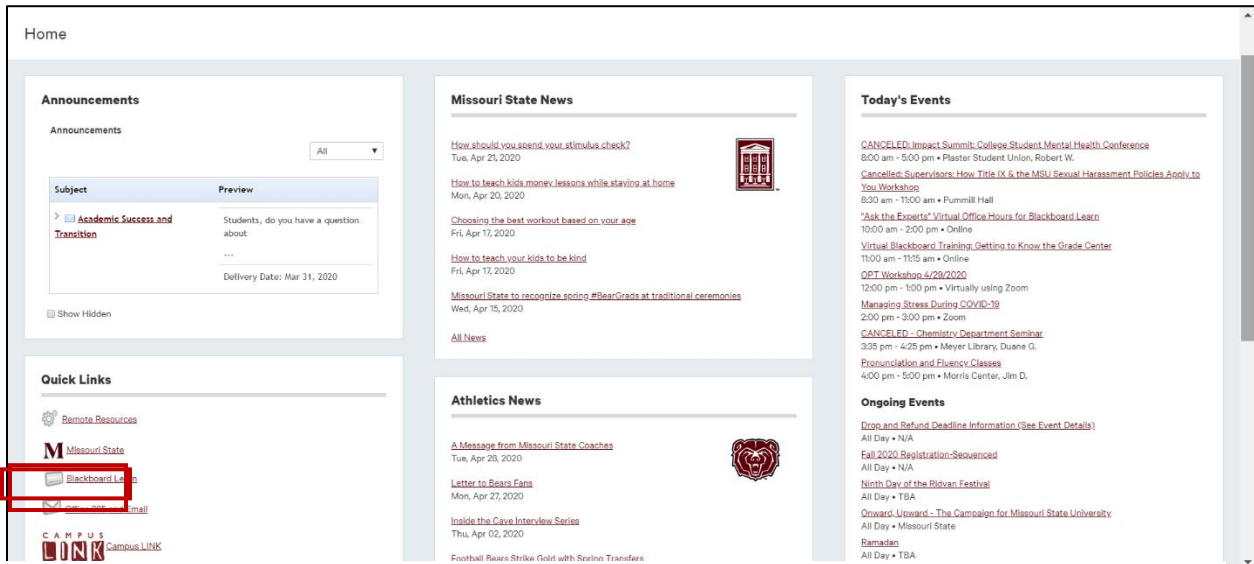 Home
Announcements
Announcements
All
Subject Preview
Academic Success and
Transition
Students, do you have a question
about
...
Delivery Date: Mar 31, 2020
Show Hidden
Quick Links
Remote Resources
M Missouri State
Blackboard Learn
Office 365 and Email
CAMPUS
LINK Campus LINK
Missouri State News
How should you spend your stimulus check?
Tue, Apr 21, 2020
How to teach kids money lessons while staying at home
Mon, Apr 20, 2020
Choosing the best workout based on your age
Fri, Apr 17, 2020
How to teach your kids to be kind
Fri, Apr 17, 2020
Missouri State to recognize spring #BearGrads at traditional ceremonies
Wed, Apr 15, 2020
All News
Athletics News
A Message from Missouri State Coaches
Tue, Apr 28, 2020
Letter to Bears Fans
Mon, Apr 27, 2020
Inside the Cave Interview Series
Thu, Apr 02, 2020
Football Bears Strike Gold with Spring Transfers
Today's Events
CANCELED: Impact Summit: College Student Mental Health Conference
8:00 am - 5:00 pm • Plaster Student Union, Robert W.
Cancelled: Supervisors: How Title IX & the MSU Sexual Harassment Policies Apply to
You Workshop
8:30 am - 11:00 am • Pummill Hall
"Ask the Experts" Virtual Office Hours for Blackboard Learn
10:00 am - 2:00 pm • Online
Virtual Blackboard Training: Getting to Know the Grade Center
11:00 am - 11:15 am • Online
OPT Workshop 4/29/2020
12:00 pm - 1:00 pm • Virtually using Zoom
Managing Stress During COVID-19
2:00 pm - 3:00 pm • Zoom
CANCELED - Chemistry Department Seminar
3:35 pm - 4:25 pm • Meyer Library, Duane G.
Pronunciation and Fluency Classes
4:00 pm - 5:00 pm • Morris Center, Jim D.
Ongoing Events
Drop and Refund Deadline Information (See Event Details)
All Day • N/A
Fall 2020 Registration-Sequenced
All Day • N/A
Ninth Day of the Ridvan Festival
All Day • TBA
Onward, Upward - The Campaign for Missouri State University
All Day • Missouri State
Ramadan
All Day • TBA